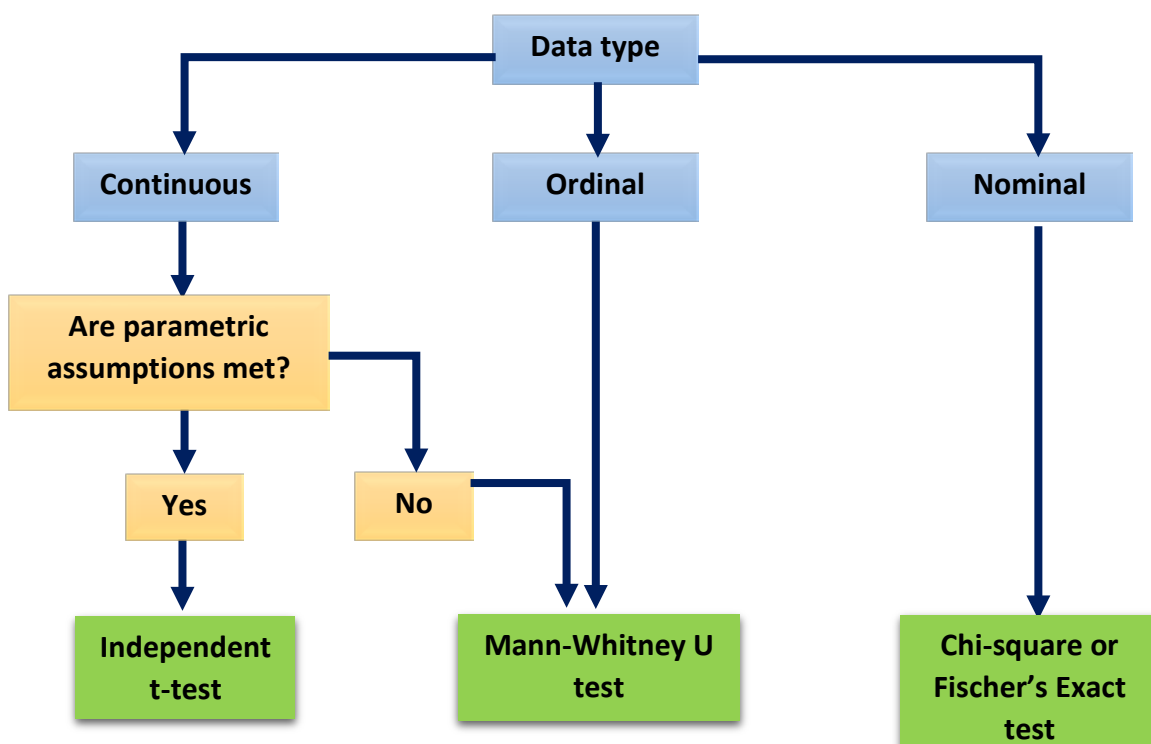 Data type
Continuous
Ordinal
Nominal
Are parametric
assumptions met?
Yes
No
Independent
t-test
Mann-Whitney U
test
Chi-square or
Fischer’s Exact
test